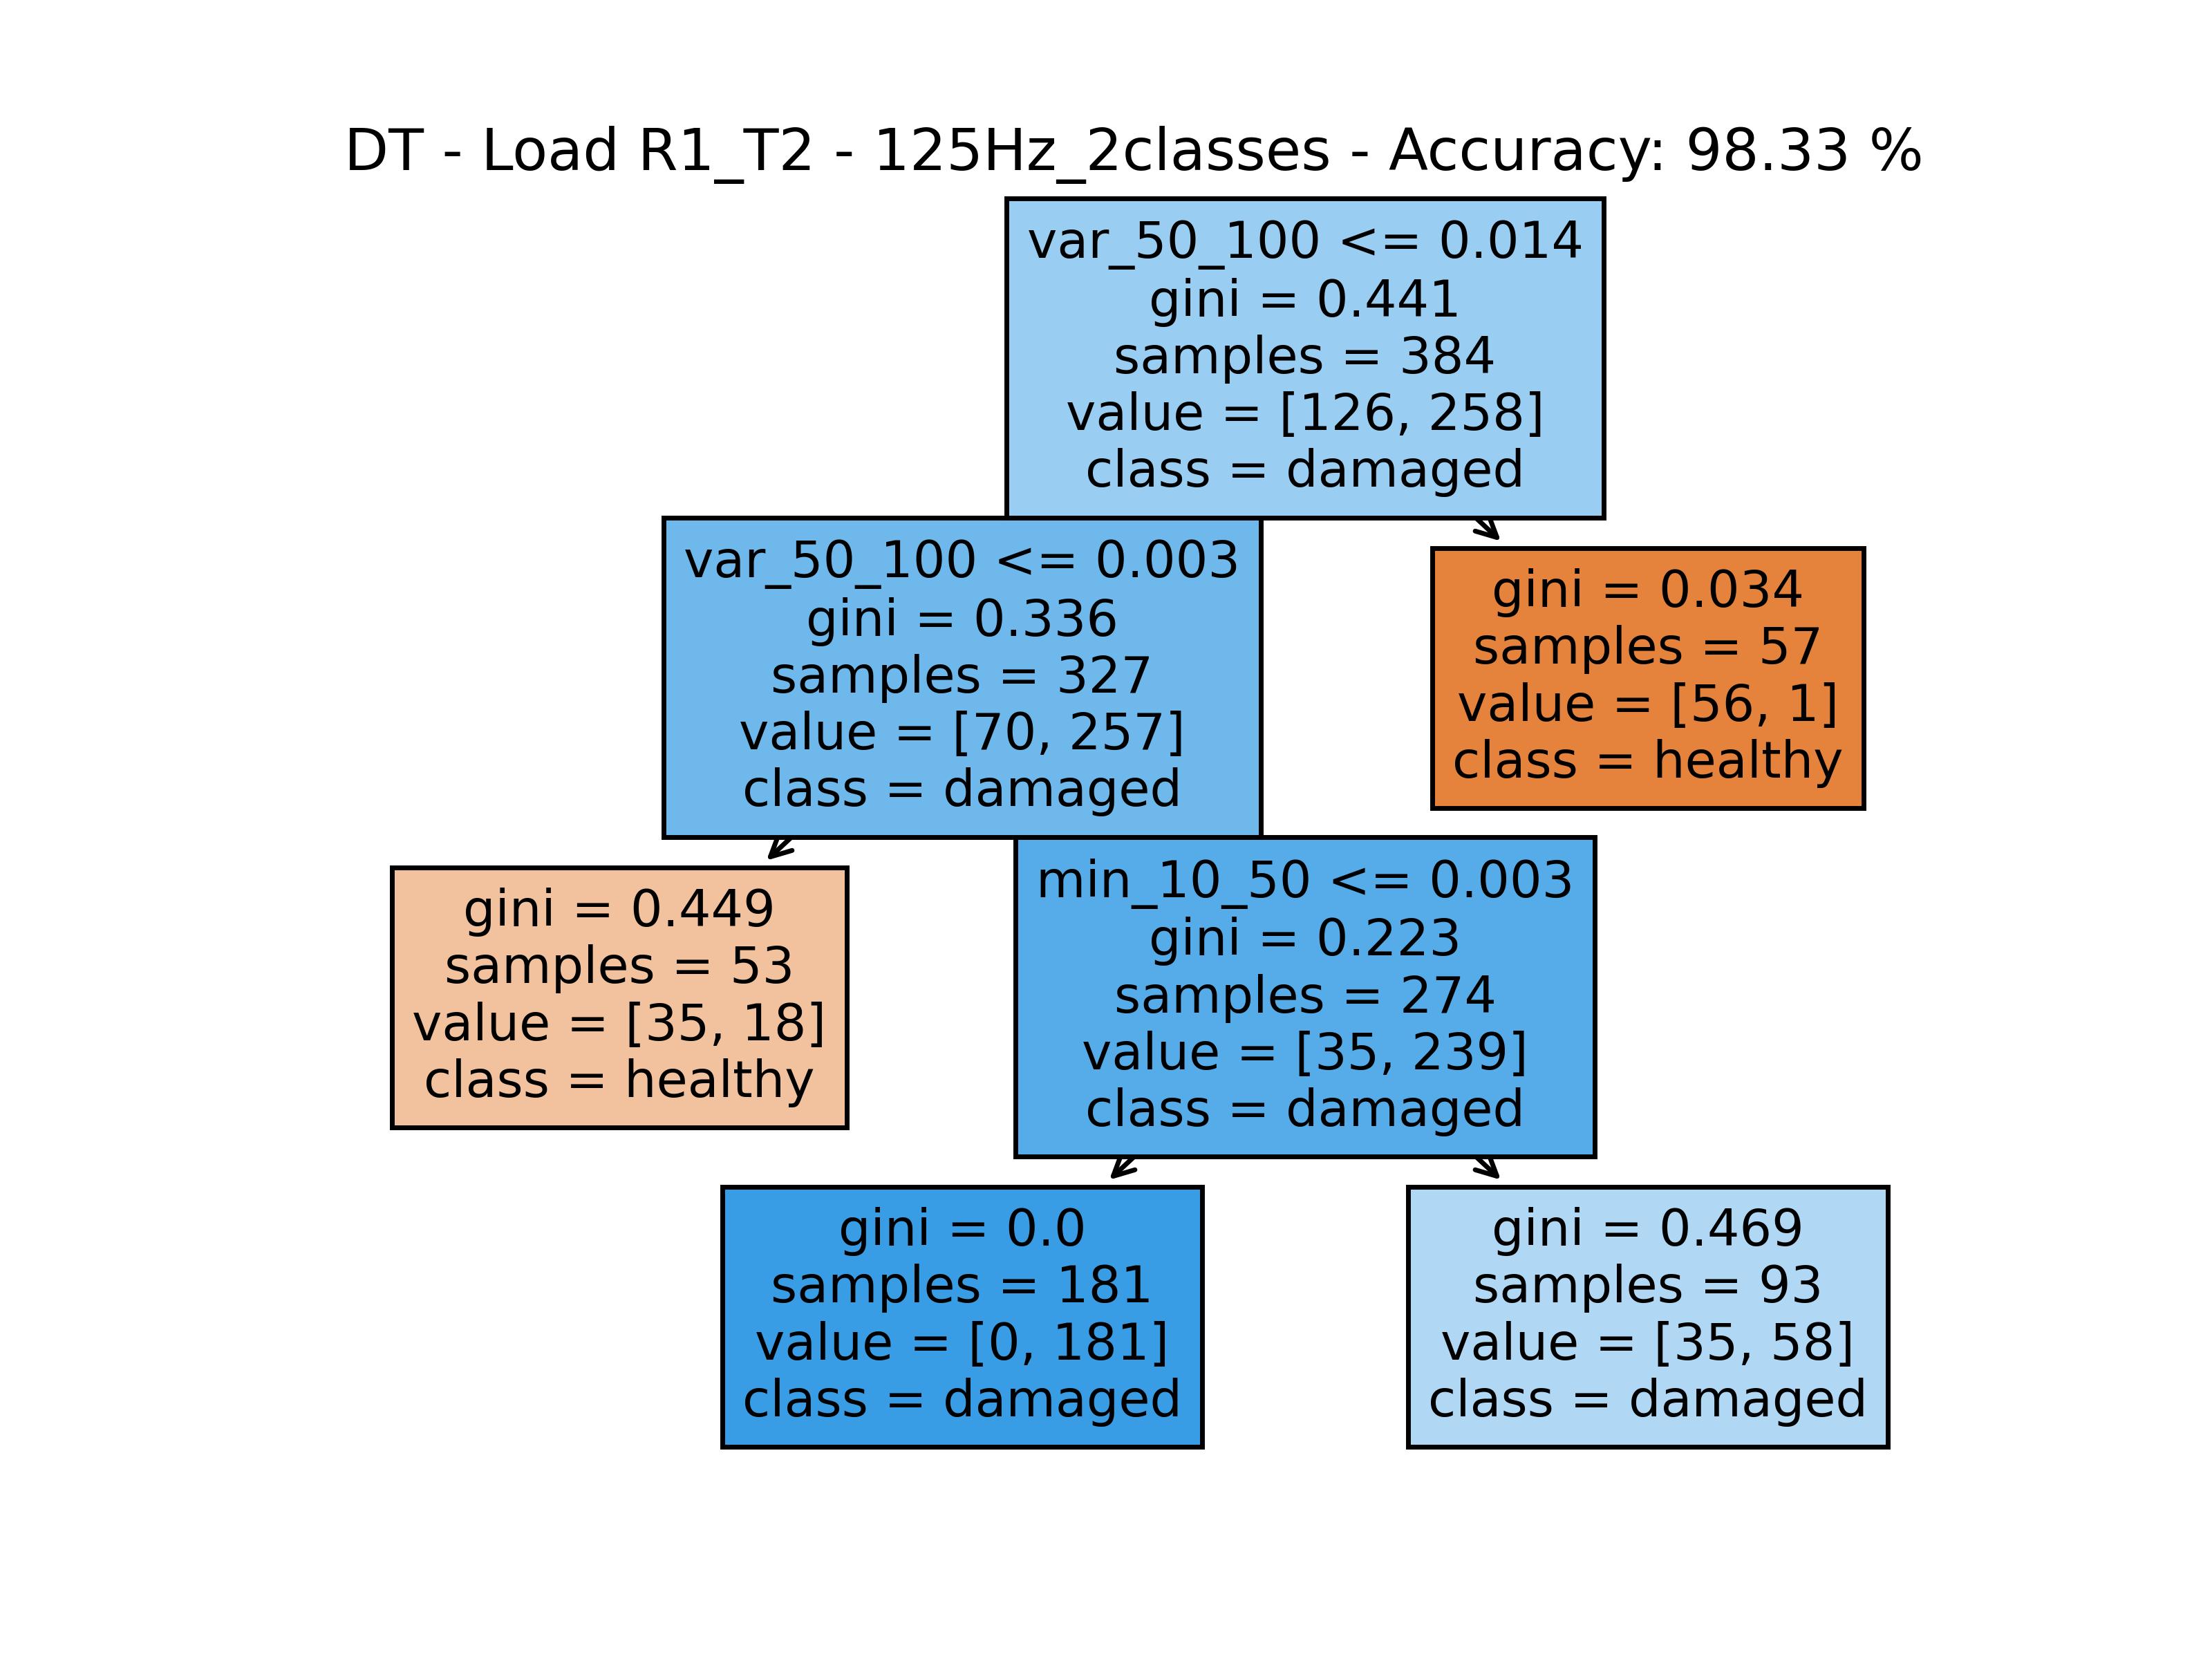 DT - Load R1_T2 - 125Hz_2classes - Accuracy: 98.33 %
var_50_100 <= 0.014
gini = 0.441
samples = 384
value = [126, 258]
class = damaged
var_50_100 <= 0.003
gini = 0.336
samples = 327
value = [70, 257]
class = damaged
gini = 0.034
samples = 57
value = [56, 1]
class = healthy
gini = 0.449
samples = 53
value = [35, 18]
class = healthy
min_10_50 <= 0.003
gini = 0.223
samples = 274
value = [35, 239]
class = damaged
gini = 0.0
samples = 181
value = [0, 181]
class = damaged
gini = 0.469
samples = 93
value = [35, 58]
class = damaged